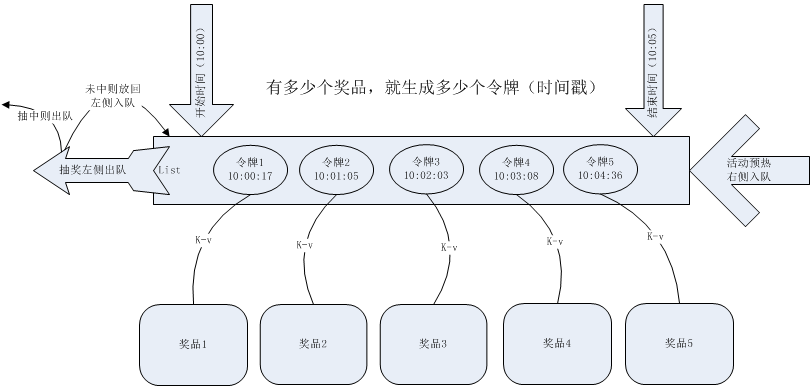 开始时间（10:00）
结束时间（10:05）
有多少个奖品，就生成多少个令牌（时间戳）
未中则放回
左侧入队
抽中则出队
抽奖左侧出队
List
令牌1
10:00:17
令牌2
10:01:05
令牌3
10:02:03
令牌4
10:03:08
令牌5
10:04:36
活动预热
右侧入队
K-v
K-v
K-v
K-v
K-v
奖品1
奖品2
奖品3
奖品4
奖品5